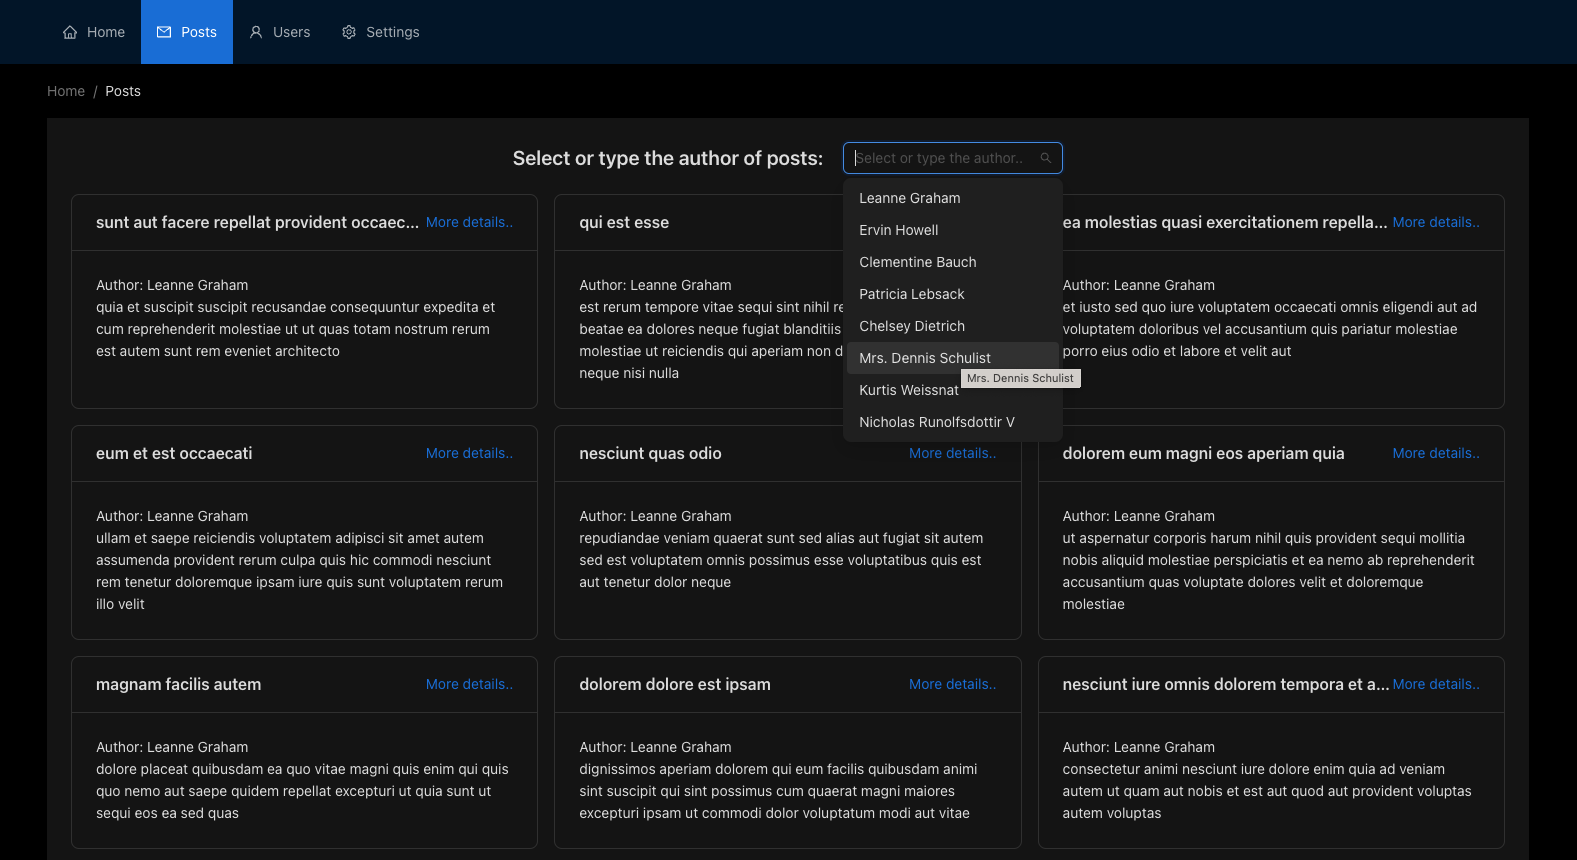 Home
Posts
Users
Settings
Home / Posts
Select or type the author of posts:
Select or type the author..
Leanne Graham
Ervin Howell
Clementine Bauch
Patricia Lebsack
Chelsey Dietrich
Mrs. Dennis Schulist
Mrs. Dennis Schulist
Kurtis Weissnat
Nicholas Runolfsdottir V
sunt aut facere repellat provident occaec... More details..
Author: Leanne Graham
quia et suscipit suscipit recusandae consequuntur expedita et
cum reprehenderit molestiae ut ut quas totam nostrum rerum
est autem sunt rem eveniet architecto
qui est esse
Author: Leanne Graham
est rerum tempore vitae sequi sint nihil
beatae ea dolores neque fugiat blanditiis
molestiae ut reiciendis qui aperiam non
neque nisi nulla
ea molestias quasi exercitationem repella... More details..
Author: Leanne Graham
et iusto sed quo iure voluptatem occaecati omnis eligendi aut ad
voluptatem doloribus vel accusantium quis pariatur molestiae
porro eius odio et labore et velit aut
eum et est occaecati More details..
Author: Leanne Graham
ullam et saepe reiciendis voluptatem adipisci sit amet autem
assumenda provident rerum culpa quis hic commodi nesciunt
rem tenetur doloremque ipsam iure quis sunt voluptatem rerum
illo velit
nesciunt quas odio More details..
Author: Leanne Graham
repudiandae veniam quaerat sunt sed alias aut fugiat sit autem
sed est voluptatem omnis possimus esse voluptatibus quis est
aut tenetur dolor neque
dolorem eum magni eos aperiam quia More details..
Author: Leanne Graham
ut aspernatur corporis harum nihil quis provident sequi mollitia
nobis aliquid molestiae perspiciatis et ea nemo ab reprehenderit
accusantium quas voluptate dolores velit et doloremque
molestiae
magnam facilis autem More details..
Author: Leanne Graham
dolore placeat quibusdam ea quo vitae magni quis enim qui quis
quo nemo aut saepe quidem repellat excepturi ut quia sunt ut
sequi eos ea sed quas
dolorem dolore est ipsam More details..
Author: Leanne Graham
dignissimos aperiam dolorem qui eum facilis quibusdam animi
sint suscipit qui sint possimus cum quaerat magni maiores
excepturi ipsam ut commodi dolor voluptatum modi aut vitae
nesciunt iure omnis dolorem tempora et a... More details..
Author: Leanne Graham
consectetur animi nesciunt iure dolore enim quia ad veniam
autem ut quam aut nobis et est aut quod aut provident voluptas
autem voluptas